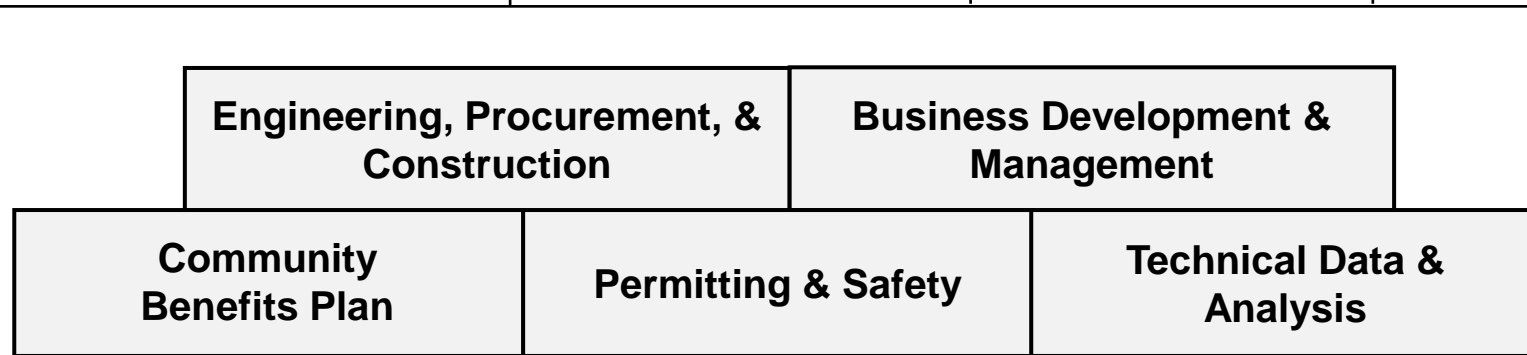 Engineering, Procurement, &
Construction
Business Development &
Management
Community
Benefits Plan
Permitting & Safety
Technical Data &
Analysis